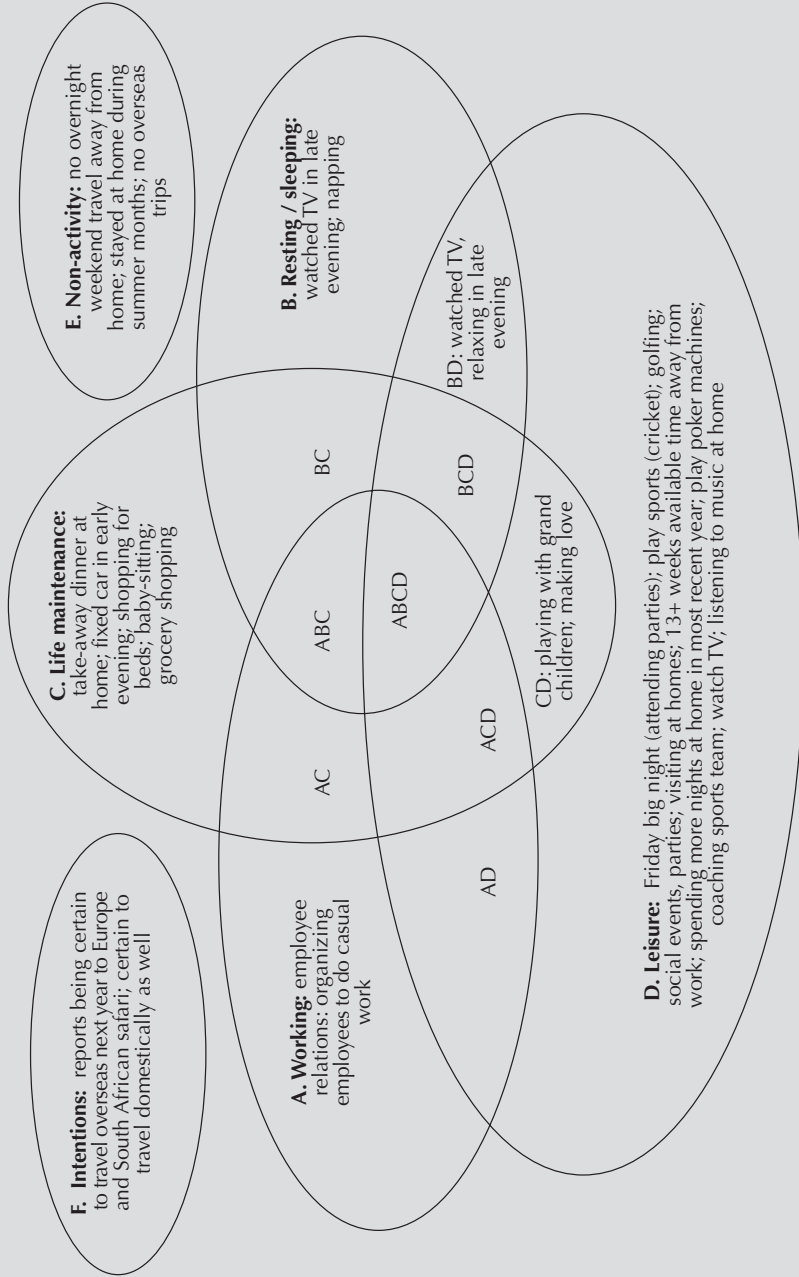 F. Intentions: reports being certain
to travel overseas next year to Europe
and South African safari; certain to
travel domestically as well
C. Life maintenance:
take-away dinner at
home; fixed car in early
evening; shopping for
beds; baby-sitting;
grocery shopping
E. Non-activity: no overnight
weekend travel away from
home; stayed at home during
summer months; no overseas
trips
A. Working: employee
relations: organizing
employees to do casual
work
AC
ABC
BC
B. Resting / sleeping:
watched TV in late
evening; napping
ABCD
AD
ACD
BCD
BD: watched TV,
relaxing in late
evening
CD: playing with grand
children; making love
D. Leisure: Friday big night (attending parties); play sports (cricket); golfing;
social events, parties; visiting at homes; 13+ weeks available time away from
work; spending more nights at home in most recent year; play poker machines;
coaching sports team; watch TV; listening to music at home